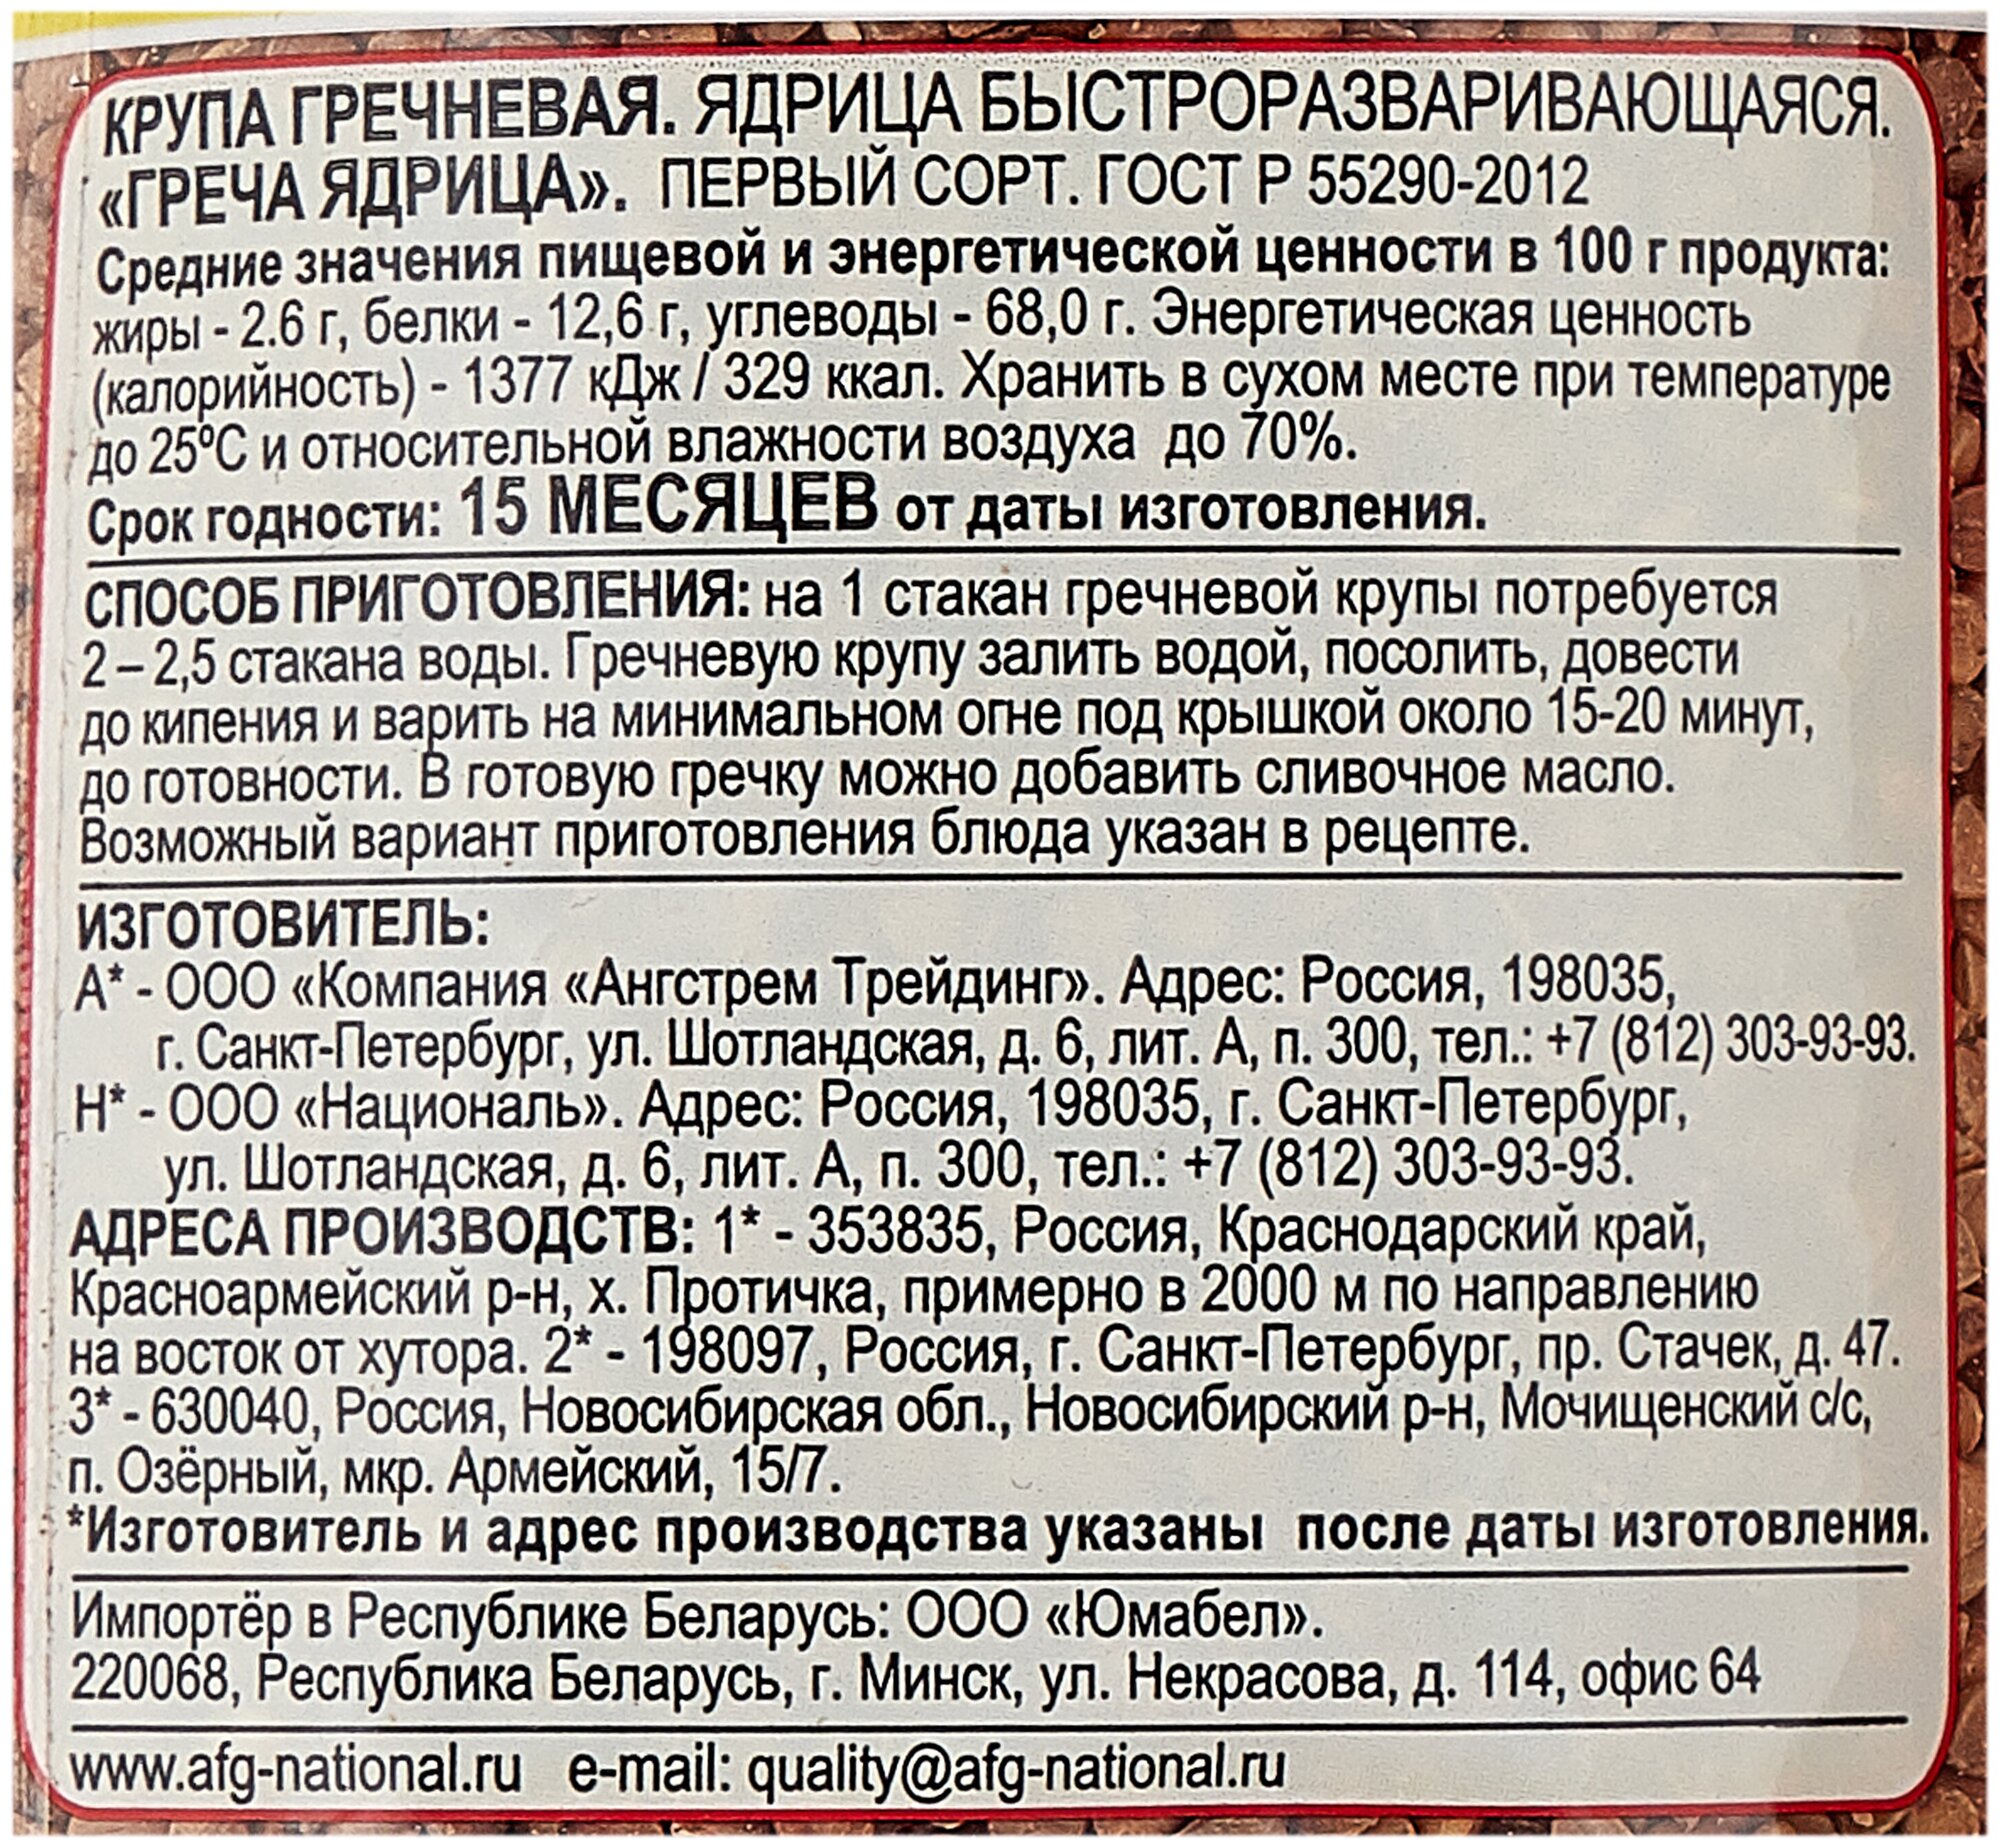 КРУПА ГРЕЧНЕВАЯ. ЯДРИЦА БЫСТРОРАЗВАРИВАЮЩАЯСЯ.
«ГРЕЧА ЯДРИЦА». ПЕРВЫЙ СОРТ. ГОСТ Р 55290-2012
Средние значения пищевой и энергетической ценности в 100 г продукта:
жиры - 2.6 г, белки - 12,6 г, углеводы - 68,0 г. Энергетическая ценность
(калорийность) - 1377 кДж / 329 ккал. Хранить в сухом месте при температуре
до 25ºС и относительной влажности воздуха до 70%.
Срок годности: 15 МЕСЯЦЕВ от даты изготовления.
СПОСОБ ПРИГОТОВЛЕНИЯ: на 1 стакан гречневой крупы потребуется
2 – 2,5 стакана воды. Гречневую крупу залить водой, посолить, довести
до кипения и варить на минимальном огне под крышкой около 15-20 минут,
до готовности. В готовую гречку можно добавить сливочное масло.
Возможный вариант приготовления блюда указан в рецепте.
ИЗГОТОВИТЕЛЬ:
А* - ООО «Компания «Ангстрем Трейдинг». Адрес: Россия, 198035,
г. Санкт-Петербург, ул. Шотландская, д. 6, лит. А, п. 300, тел.: +7 (812) 303-93-93.
Н* - ООО «Националь». Адрес: Россия, 198035, г. Санкт-Петербург,
ул. Шотландская, д. 6, лит. А, п. 300, тел.: +7 (812) 303-93-93.
АДРЕСА ПРОИЗВОДСТВ: 1* - 353835, Россия, Краснодарский край,
Красноармейский р-н, х. Протичка, примерно в 2000 м по направлению
на восток от хутора. 2* - 198097, Россия, г. Санкт-Петербург, пр. Стачек, д. 47.
3* - 630040, Россия, Новосибирская обл., Новосибирский р-н, Мочищенский с/с,
п. Озёрный, мкр. Армейский, 15/7.
*Изготовитель и адрес производства указаны после даты изготовления.
Импортёр в Республике Беларусь: ООО «Юмабел».
220068, Республика Беларусь, г. Минск, ул. Некрасова, д. 114, офис 64
www.afg-national.ru e-mail: quality@afg-national.ru